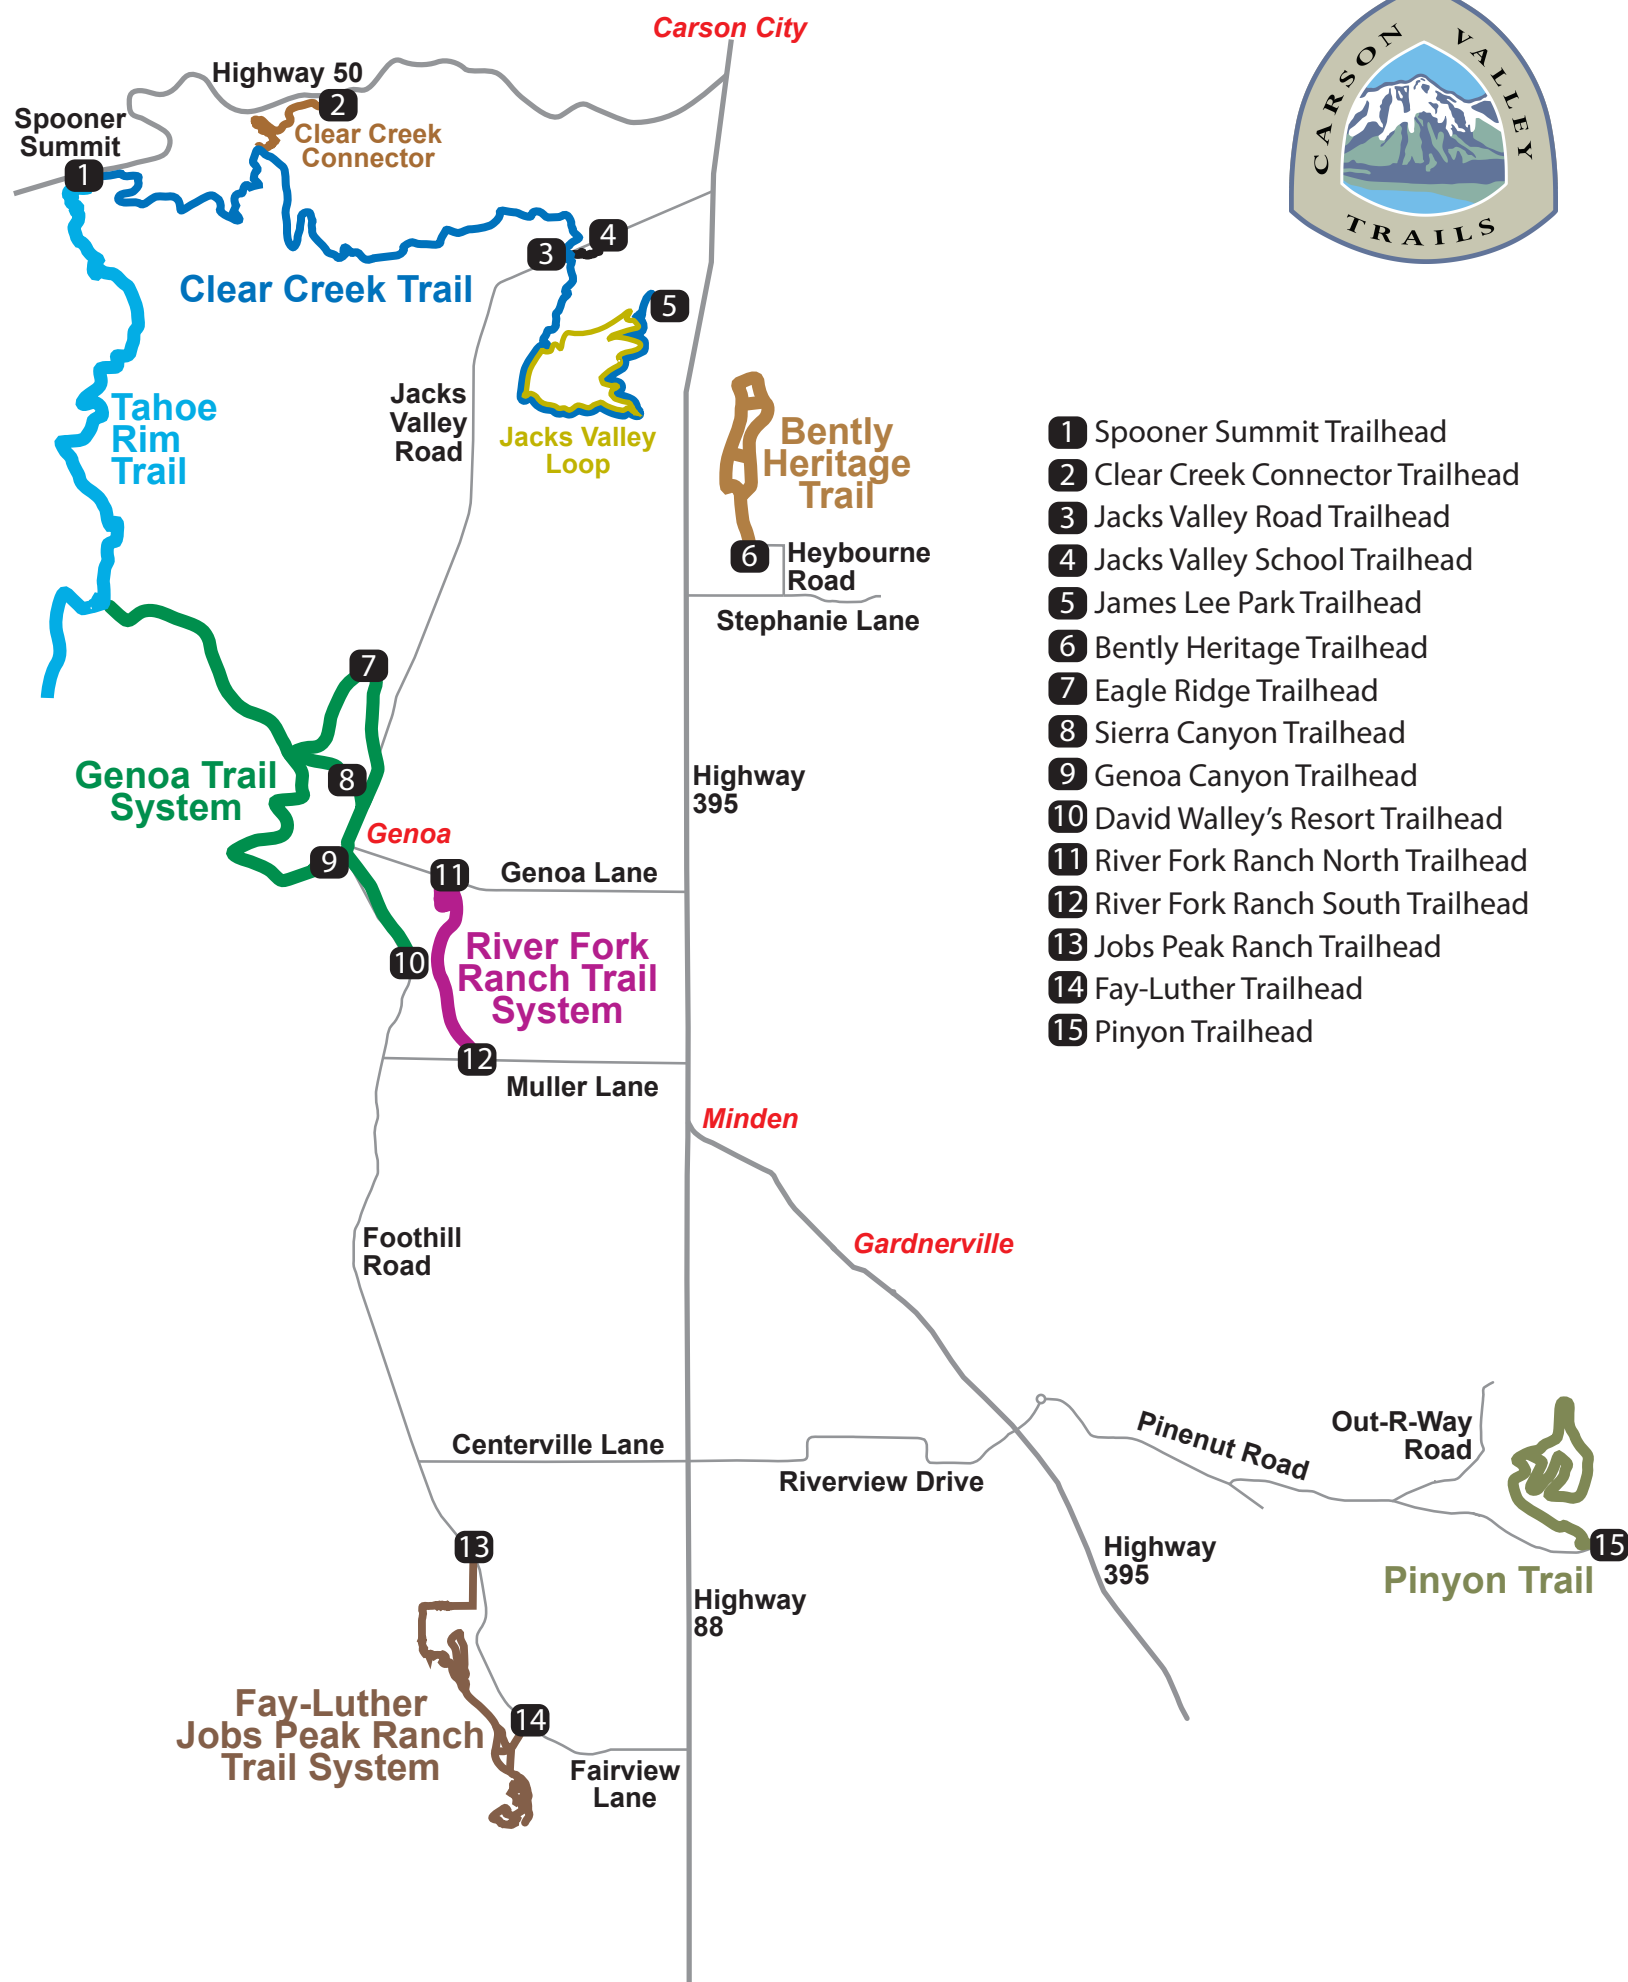 Carson City
CARSON VALLEY
TRAILS
Highway 50
2
Clear Creek
Connector
Spooner
Summit
1
4
3
Clear Creek Trail
5
Jacks
Valley
Road
Jacks Valley
Loop
Tahoe
Rim
Trail
Bently
Heritage
Trail
6
Heybourne
Road
Stephanie Lane
1 Spooner Summit Trailhead
2 Clear Creek Connector Trailhead
3 Jacks Valley Road Trailhead
4 Jacks Valley School Trailhead
5 James Lee Park Trailhead
6 Bently Heritage Trailhead
7 Eagle Ridge Trailhead
8 Sierra Canyon Trailhead
9 Genoa Canyon Trailhead
10 David Walley's Resort Trailhead
11 River Fork Ranch North Trailhead
12 River Fork Ranch South Trailhead
13 Jobs Peak Ranch Trailhead
14 Fay-Luther Trailhead
15 Pinyon Trailhead
7
Genoa Trail
System
8
Highway
395
Genoa
9
11
Genoa Lane
10
River Fork
Ranch Trail
System
12
Muller Lane
Minden
Foothill
Road
Gardnerville
Centerville Lane
Riverview Drive
Pinenut Road
Out-R-Way
Road
13
Highway
395
15
Pinyon Trail
Highway
88
Fay-Luther
Jobs Peak Ranch
Trail System
14
Fairview
Lane